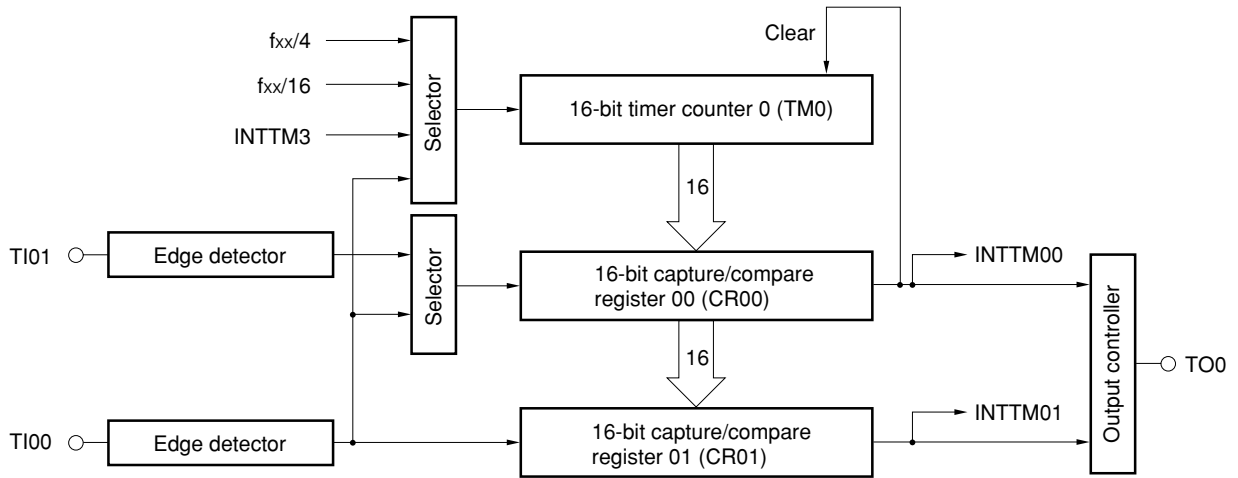 Clear
fxx/4
fxx/16
INTTM3
Selector
16-bit timer counter 0 (TM0)
16
TI01
Edge detector
Selector
16-bit capture/compare
register 00 (CR00)
INTTM00
16
Output controller
TO0
TI00
Edge detector
16-bit capture/compare
register 01 (CR01)
INTTM01